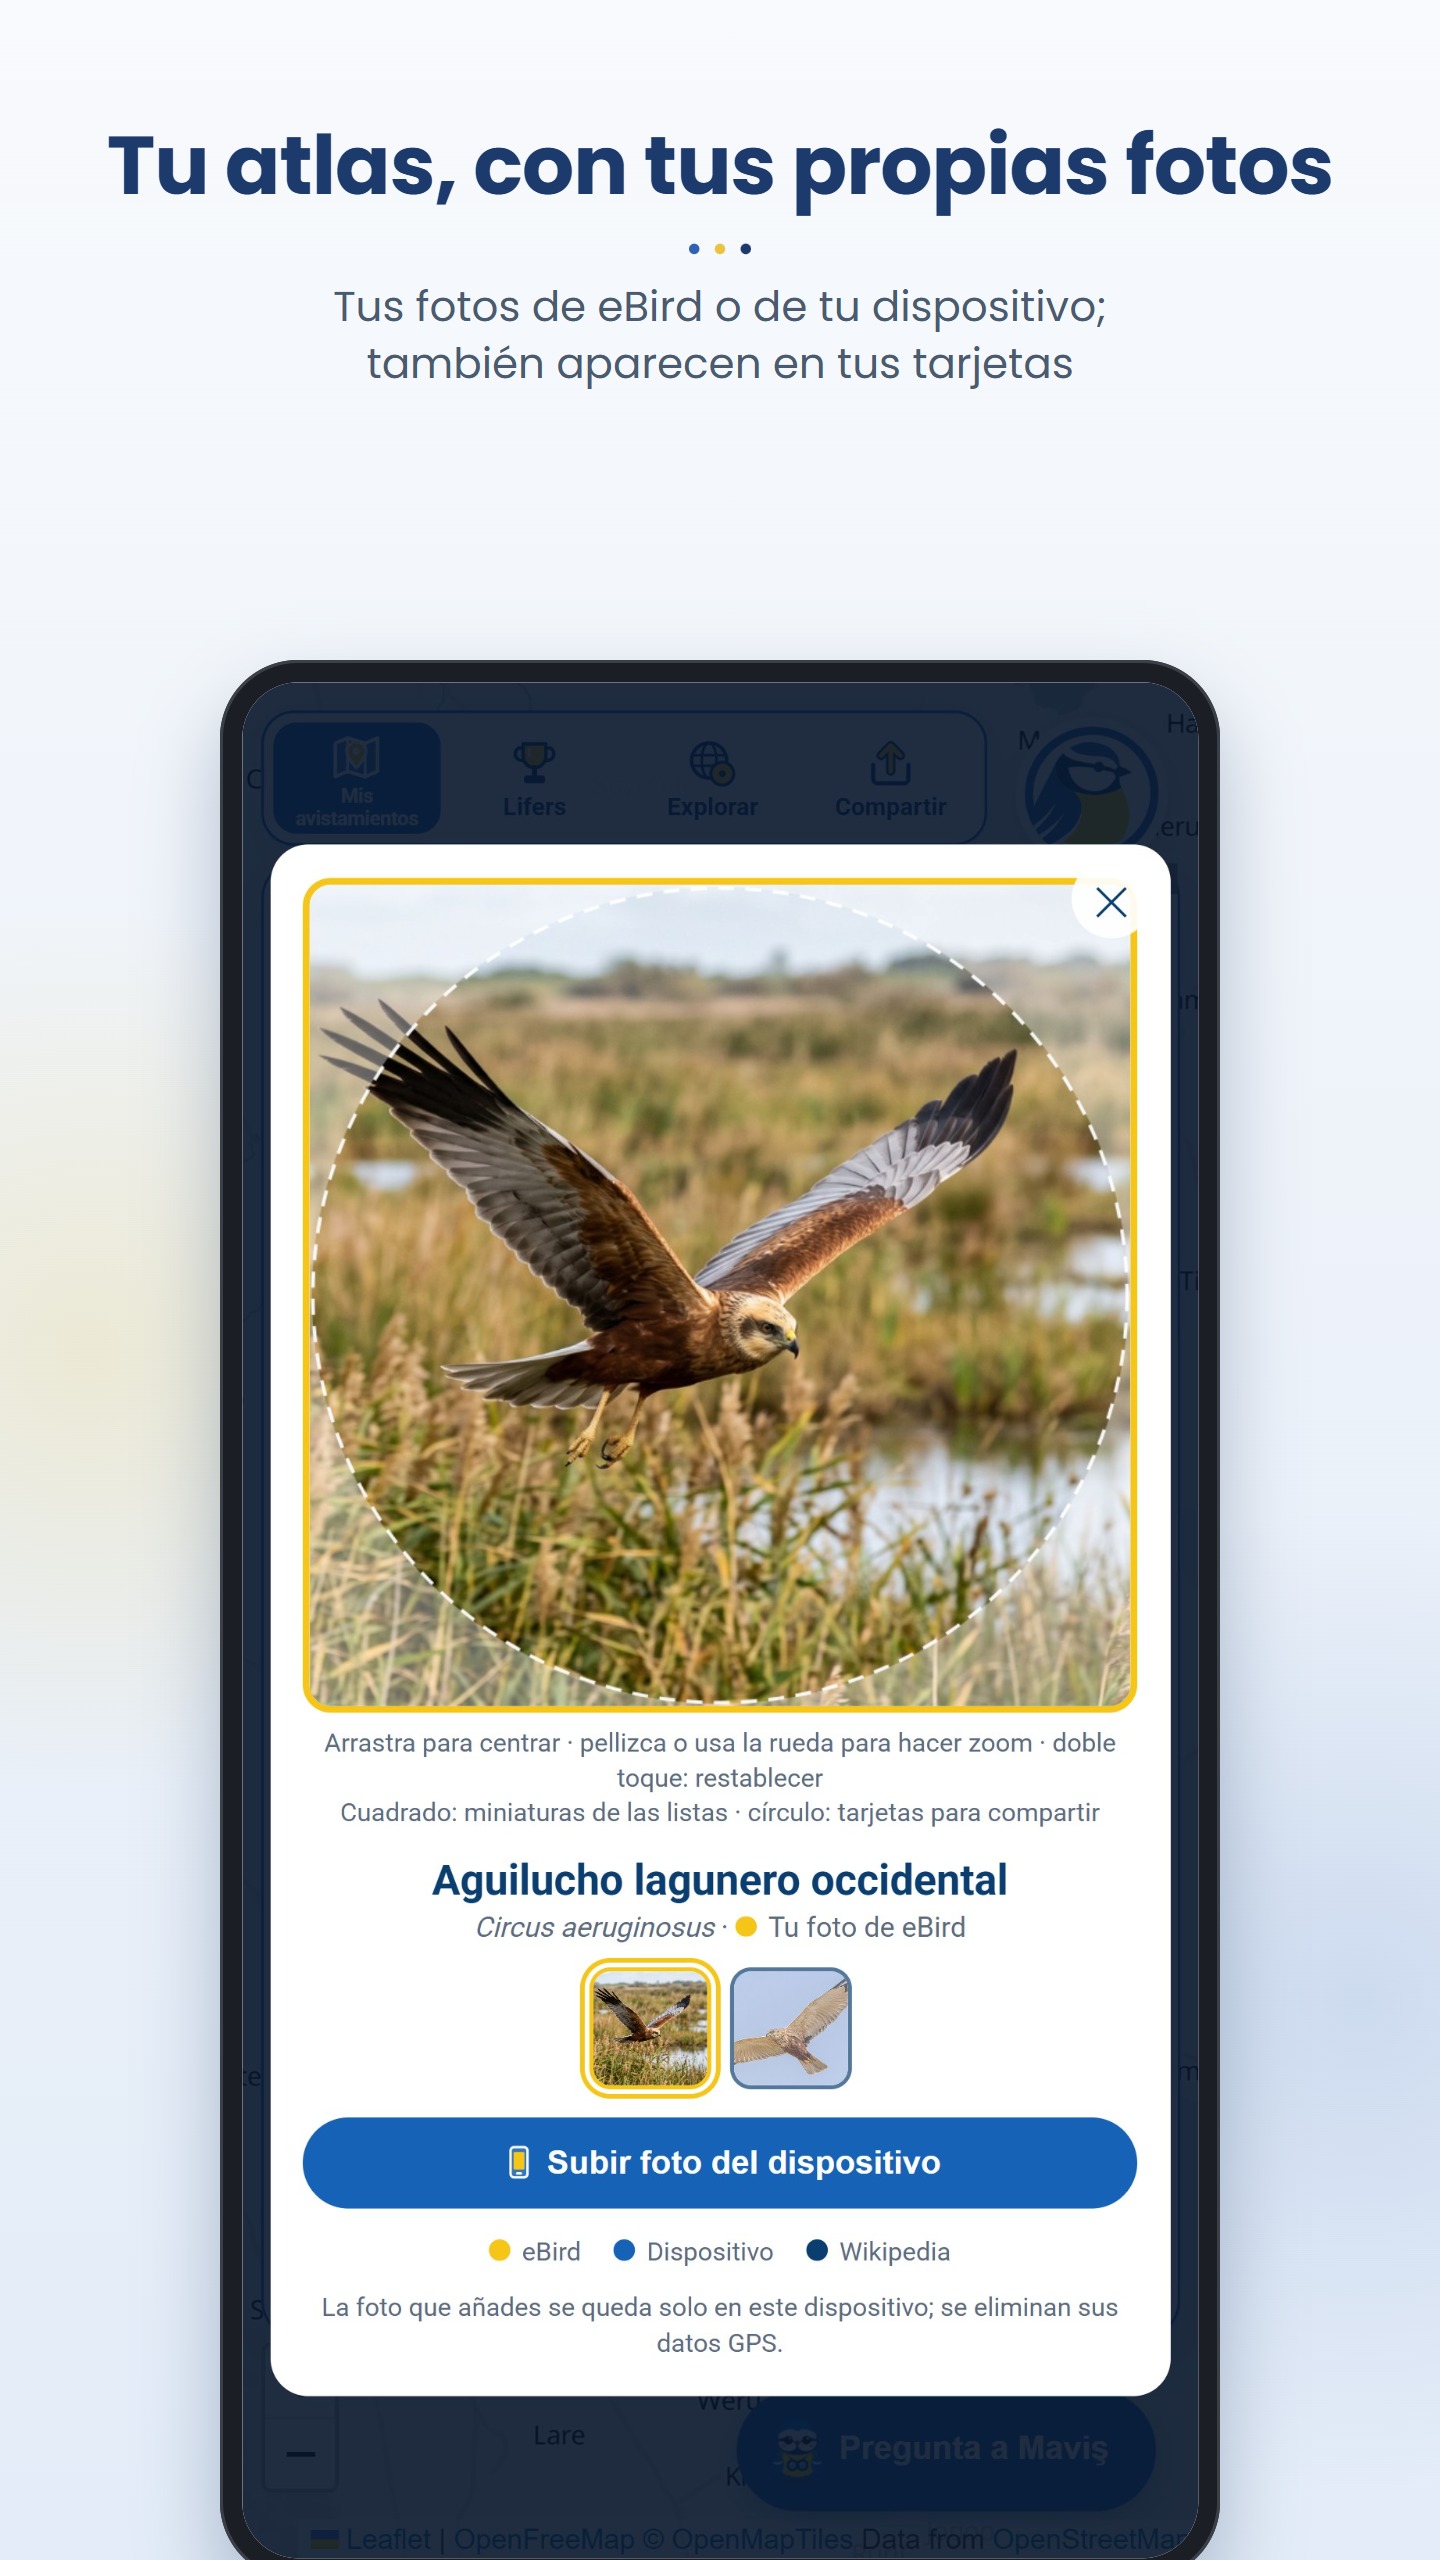 Tu atlas, con tus propias fotos
Tus fotos de eBird o de tu dispositivo;
también aparecen en tus tarjetas
Mis
avistamientos
Lifers
Explorar
Compartir
Arrastra para centrar · pellizca o usa la rueda para hacer zoom · doble
toque: restablecer
Cuadrado: miniaturas de las listas · círculo: tarjetas para compartir
Aguilucho lagunero occidental
Circus aeruginosus · Tu foto de eBird
Subir foto del dispositivo
eBird Dispositivo Wikipedia
La foto que añades se queda solo en este dispositivo; se eliminan sus
datos GPS.
Lare
Pregunta a Maviş
Leaflet | OpenFreeMap © OpenMapTiles Data from OpenStreetMap